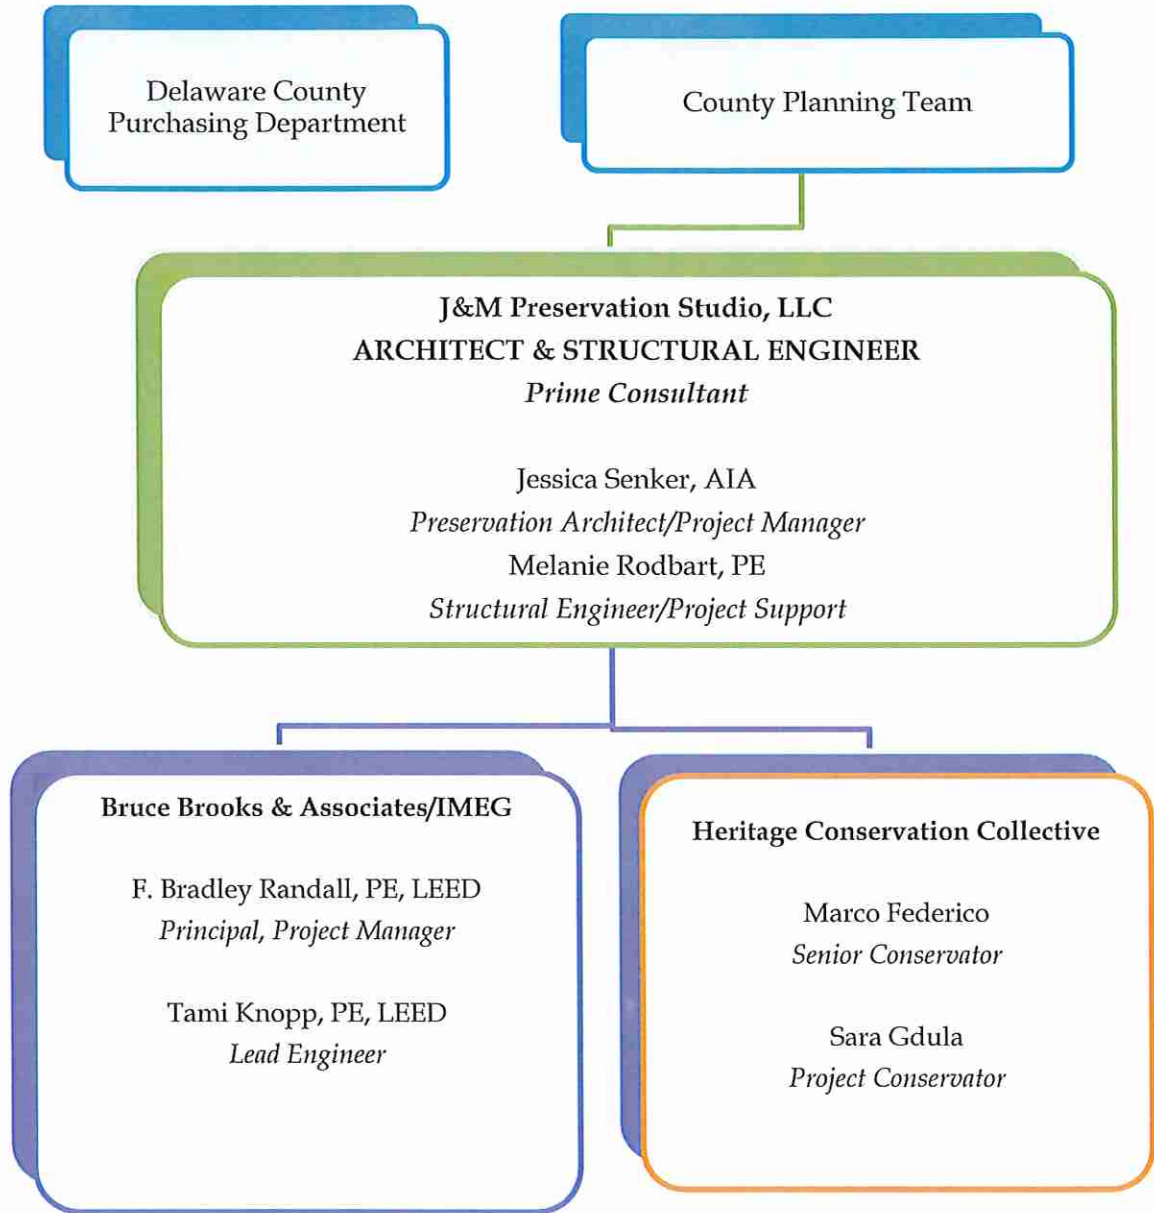 Delaware County
Purchasing Department
County Planning Team
J&M Preservation Studio, LLC
ARCHITECT & STRUCTURAL ENGINEER
Prime Consultant
Jessica Senker, AIA
Preservation Architect/Project Manager
Melanie Rodbart, PE
Structural Engineer/Project Support
Bruce Brooks & Associates/IMEG
F. Bradley Randall, PE, LEED
Principal, Project Manager
Tami Knopp, PE, LEED
Lead Engineer
Heritage Conservation Collective
Marco Federico
Senior Conservator
Sara Gdula
Project Conservator